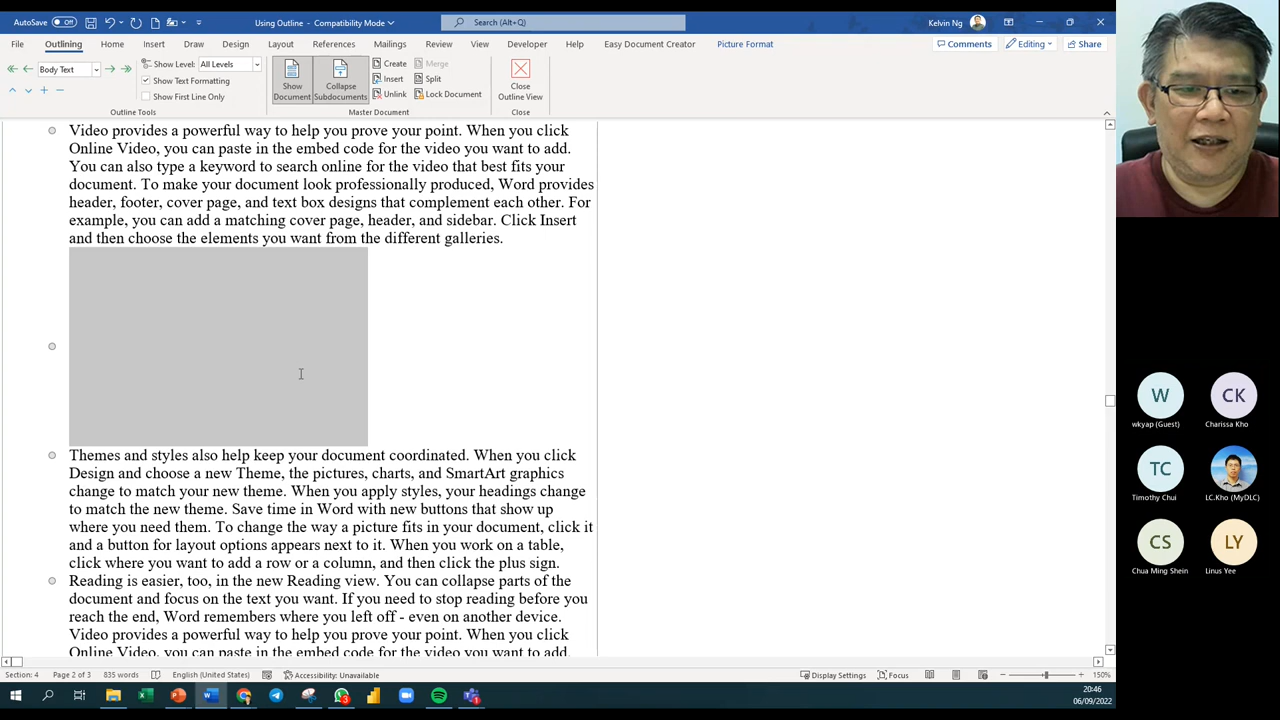 AutoSave Off
Using Outline - Compatibility Mode
Search (Alt+Q)
Kelvin Ng
File Outlining Home Insert Draw Design Layout References Mailings Review View Developer Help Easy Document Creator Picture Format
Comments Editing Share
Body Text
Show Level: All Levels
Show Text Formatting
Show First Line Only
Outline Tools
Show Document
Collapse Subdocuments
Create
Insert
Unlink
Merge
Split
Lock Document
Master Document
Close Outline View
Close
Video provides a powerful way to help you prove your point. When you click
Online Video, you can paste in the embed code for the video you want to add.
You can also type a keyword to search online for the video that best fits your
document. To make your document look professionally produced, Word provides
header, footer, cover page, and text box designs that complement each other. For
example, you can add a matching cover page, header, and sidebar. Click Insert
and then choose the elements you want from the different galleries.
Themes and styles also help keep your document coordinated. When you click
Design and choose a new Theme, the pictures, charts, and SmartArt graphics
change to match your new theme. When you apply styles, your headings change
to match the new theme. Save time in Word with new buttons that show up
where you need them. To change the way a picture fits in your document, click it
and a button for layout options appears next to it. When you work on a table,
click where you want to add a row or a column, and then click the plus sign.
Reading is easier, too, in the new Reading view. You can collapse parts of the
document and focus on the text you want. If you need to stop reading before you
reach the end, Word remembers where you left off - even on another device.
Video provides a powerful way to help you prove your point. When you click
Online Video, you can paste in the embed code for the video you want to add.
Section: 4 Page 2 of 3 835 words English (United States) Accessibility: Unavailable
Display Settings Focus 150%
20:46
06/09/2022
W
wkyap (Guest)
CK
Charissa Kho
TC
Timothy Chui
LC.Kho (MyDLC)
CS
Chua Ming Shein
LY
Linus Yee